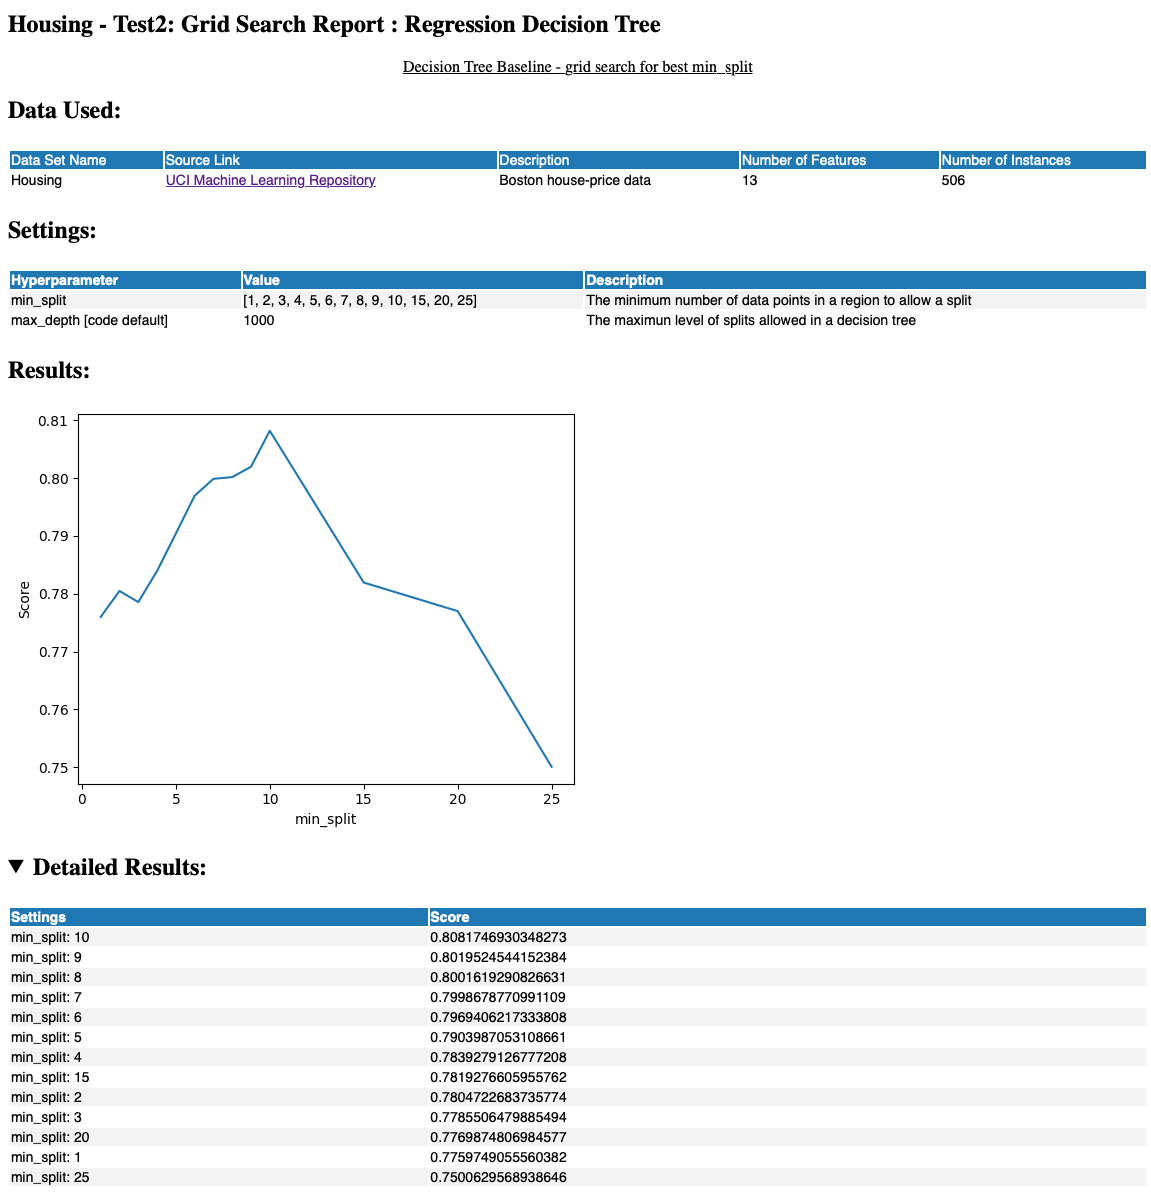 Housing - Test2: Grid Search Report : Regression Decision Tree
Decision Tree Baseline - grid search for best min_split
Data Used:
Data Set Name Source Link Description Number of Features Number of Instances
Housing UCI Machine Learning Repository Boston house-price data 13 506
Settings:
Hyperparameter Value Description
min_split [1, 2, 3, 4, 5, 6, 7, 8, 9, 10, 15, 20, 25] The minimum number of data points in a region to allow a split
max_depth [code default] 1000 The maximun level of splits allowed in a decision tree
Results:
0.81
0.80
0.79
0.78
0.77
0.76
0.75
Score
0 5 10 15 20 25
min_split
▼ Detailed Results:
Settings Score
min_split: 10 0.8081746930348273
min_split: 9 0.8019524544152384
min_split: 8 0.8001619290826631
min_split: 7 0.7998678770991109
min_split: 6 0.7969406217333808
min_split: 5 0.7903987053108661
min_split: 4 0.7839279126777208
min_split: 15 0.7819276605955762
min_split: 2 0.7804722683735774
min_split: 3 0.7785506479885494
min_split: 20 0.7769874806984577
min_split: 1 0.7759749055560382
min_split: 25 0.7500629568938646